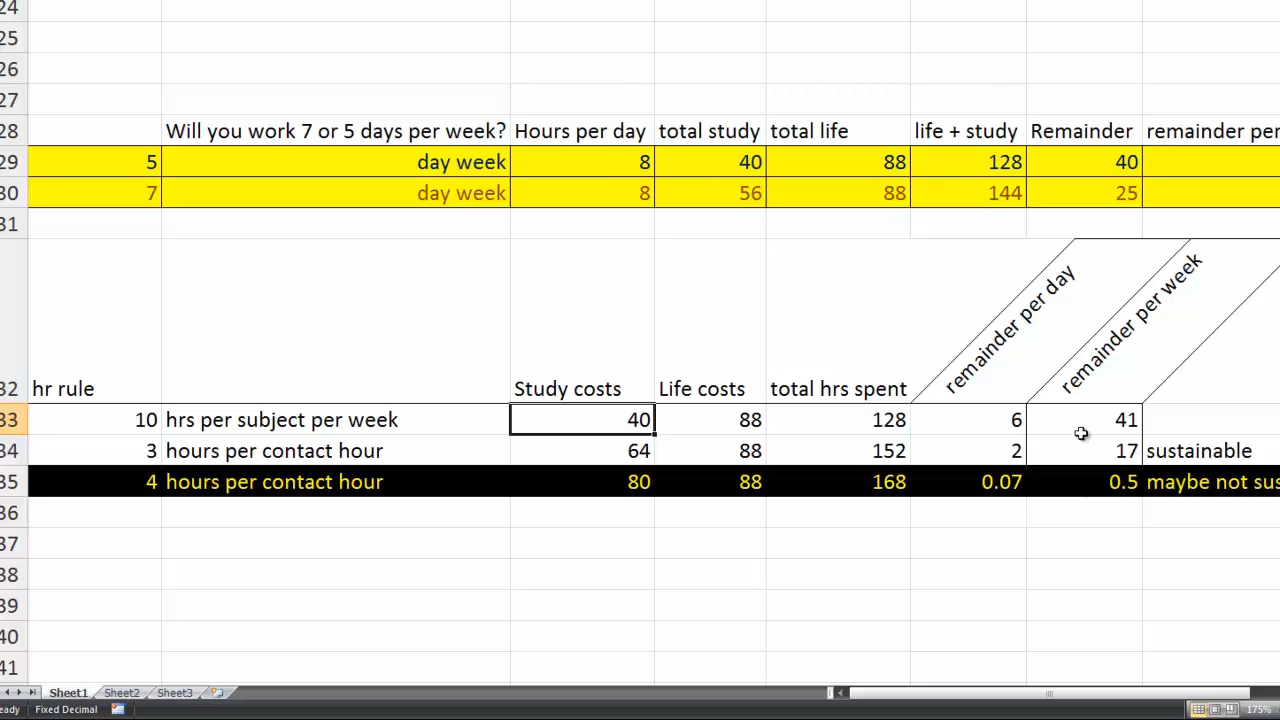 24
25
26
27
28 Will you work 7 or 5 days per week? Hours per day total study total life life + study Remainder remainder per
29 5 day week 8 40 88 128 40
30 7 day week 8 56 88 144 25
31
remainder per day remainder per week
32 hr rule Study costs Life costs total hrs spent
33 10 hrs per subject per week 40 88 128 6 41
34 3 hours per contact hour 64 88 152 2 17 sustainable
35 4 hours per contact hour 80 88 168 0.07 0.5 maybe not sus
36
37
38
39
40
41
Sheet1 Sheet2 Sheet3
eady Fixed Decimal 175%